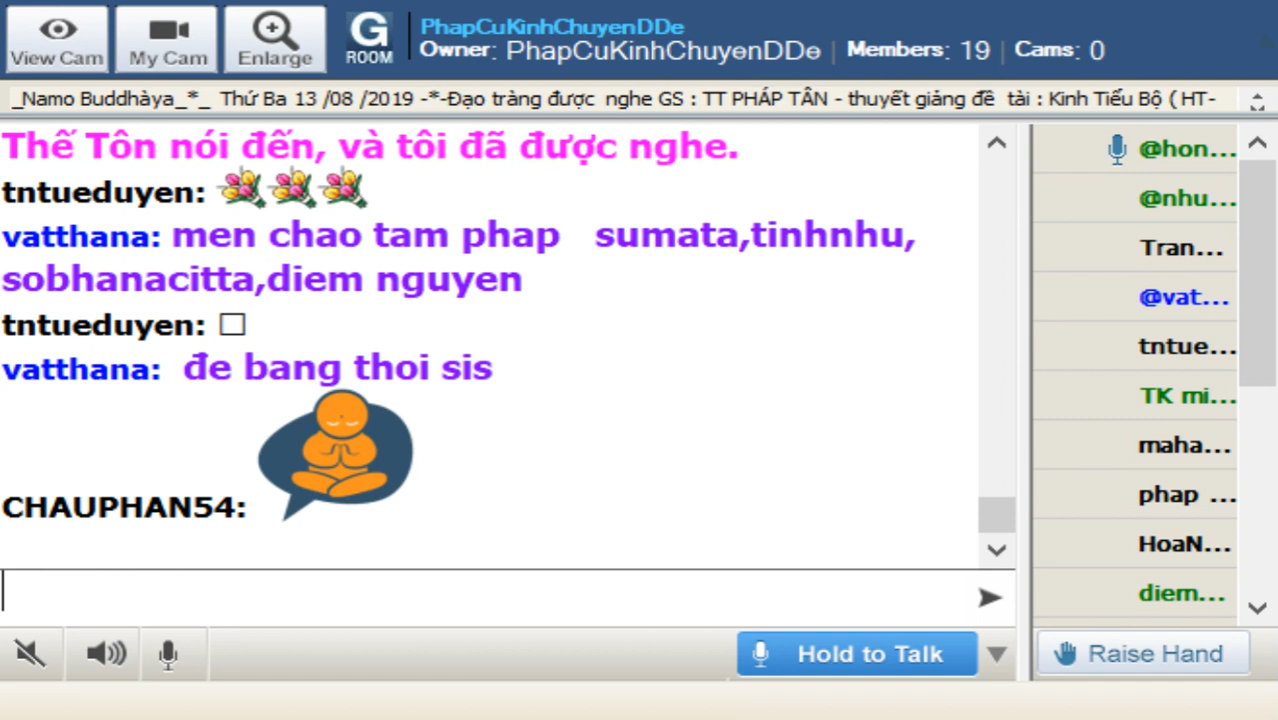 View Cam
My Cam
Enlarge
G
ROOM
PhapCuKinhChuyenDDe
Owner: PhapCuKinhChuyenDDe | Members: 19 | Cams: 0
_Namo Buddhàya_*_ Thứ Ba 13 /08 /2019 -*-Đạo tràng được nghe GS : TT PHÁP TÂN - thuyết giảng đề tài : Kinh Tiểu Bộ ( HT-
Thế Tôn nói đến, và tôi đã được nghe.
tntueduyen:
vatthana: men chao tam phap sumata,tinhnhu,
sobhanacitta,diem nguyen
tntueduyen: □
vatthana: đe bang thoi sis
CHAUPHAN54:
@hon...
@nhu...
Tran...
@vat...
tntue...
TK mi...
maha...
phap ...
HoaN...
diem...
Hold to Talk
Raise Hand